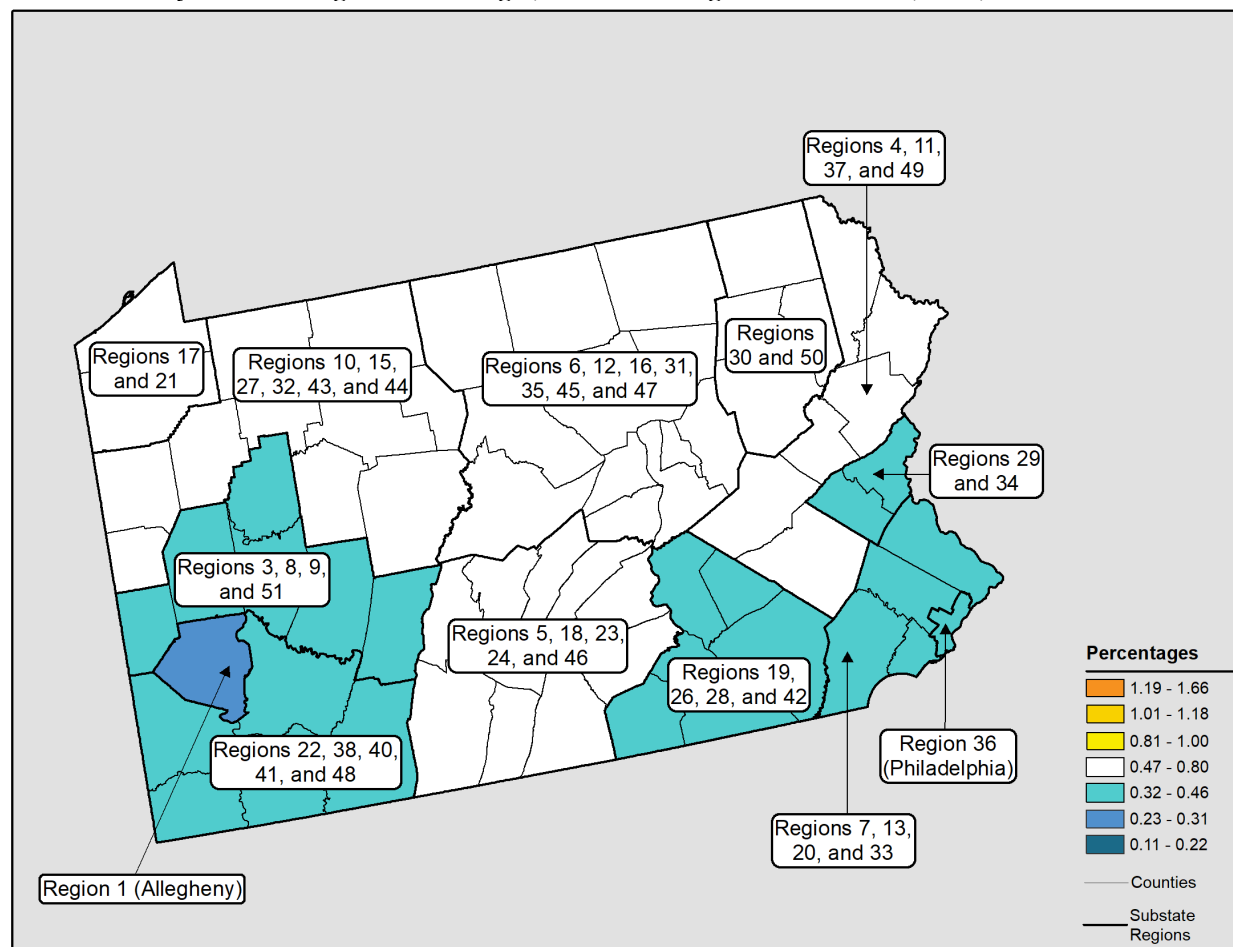 Regions 4, 11,
37, and 49
Regions 17
and 21
Regions 10, 15,
27, 32, 43, and 44
Regions 6, 12, 16, 31,
35, 45, and 47
Regions
30 and 50
Regions 29
and 34
Regions 3, 8, 9,
and 51
Regions 5, 18, 23,
24, and 46
Regions 19,
26, 28, and 42
Regions 22, 38, 40,
41, and 48
Region 36
(Philadelphia)
Regions 7, 13,
20, and 33
Region 1 (Allegheny)
Percentages
1.19 - 1.66
1.01 - 1.18
0.81 - 1.00
0.47 - 0.80
0.32 - 0.46
0.23 - 0.31
0.11 - 0.22
Counties
Substate
Regions